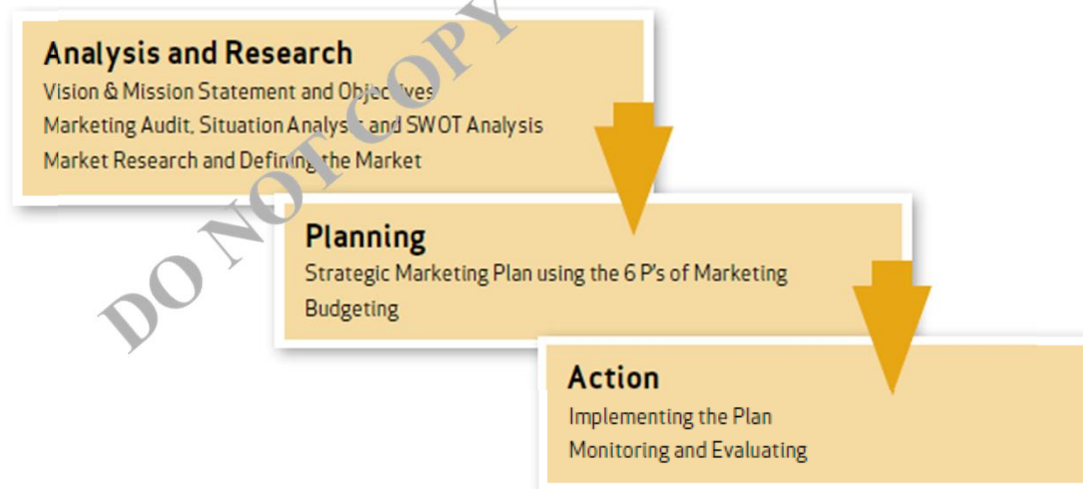 Analysis and Research
Vision & Mission Statement and Objectives
Marketing Audit, Situation Analysis and SWOT Analysis
Market Research and Defining the Market
DO NOT COPY
Planning
Strategic Marketing Plan using the 6 P's of Marketing
Budgeting
Action
Implementing the Plan
Monitoring and Evaluating